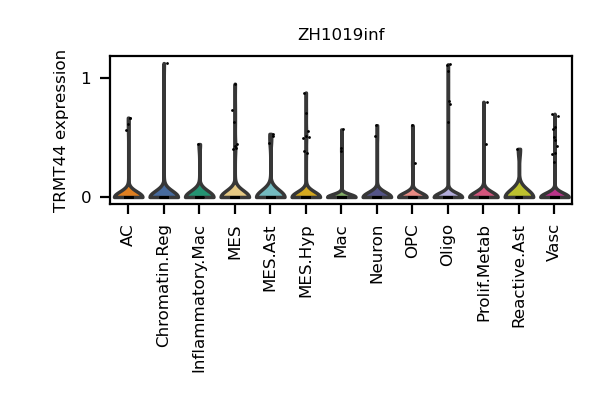 ZH1019inf
TRMT44 expression
1
0
AC
Chromatin.Reg
Inflammatory.Mac
MES
MES.Ast
MES.Hyp
Mac
Neuron
OPC
Oligo
Prolif.Metab
Reactive.Ast
Vasc